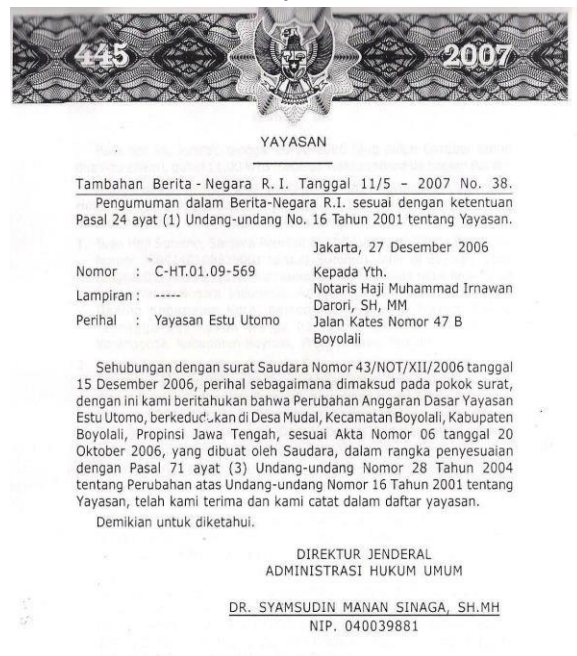 445 2007
YAYASAN
Tambahan Berita - Negara R. I. Tanggal 11/5 – 2007 No. 38.
Pengumuman dalam Berita-Negara R.I. sesuai dengan ketentuan
Pasal 24 ayat (1) Undang-undang No. 16 Tahun 2001 tentang Yayasan.
Jakarta, 27 Desember 2006
Nomor : C-HT.01.09-569
Lampiran : -----
Perihal : Yayasan Estu Utomo
Kepada Yth.
Notaris Haji Muhammad Irnawan
Darori, SH, MM
Jalan Kates Nomor 47 B
Boyolali
Sehubungan dengan surat Saudara Nomor 43/NOT/XII/2006 tanggal
15 Desember 2006, perihal sebagaimana dimaksud pada pokok surat,
dengan ini kami beritahukan bahwa Perubahan Anggaran Dasar Yayasan
Estu Utomo, berkedudukan di Desa Mudal, Kecamatan Boyolali, Kabupaten
Boyolali, Propinsi Jawa Tengah, sesuai Akta Nomor 06 tanggal 20
Oktober 2006, yang dibuat oleh Saudara, dalam rangka penyesuaian
dengan Pasal 71 ayat (3) Undang-undang Nomor 28 Tahun 2004
tentang Perubahan atas Undang-undang Nomor 16 Tahun 2001 tentang
Yayasan, telah kami terima dan kami catat dalam daftar yayasan.
Demikian untuk diketahui.
DIREKTUR JENDERAL
ADMINISTRASI HUKUM UMUM
DR. SYAMSUDIN MANAN SINAGA, SH.MH
NIP. 040039881